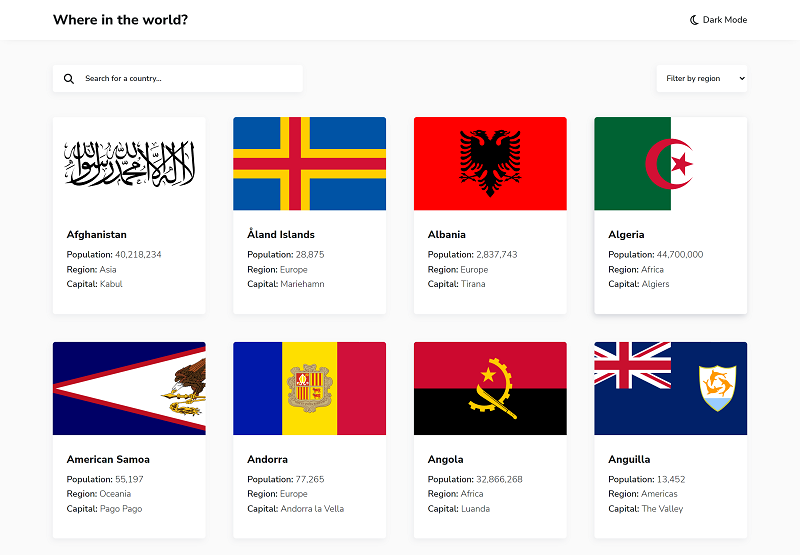 Where in the world?
Dark Mode
Search for a country...
Filter by region
لا إله إلا الله محمد رسول الله
Afghanistan
Population: 40,218,234
Region: Asia
Capital: Kabul
Åland Islands
Population: 28,875
Region: Europe
Capital: Mariehamn
Albania
Population: 2,837,743
Region: Europe
Capital: Tirana
Algeria
Population: 44,700,000
Region: Africa
Capital: Algiers
American Samoa
Population: 55,197
Region: Oceania
Capital: Pago Pago
Andorra
Population: 77,265
Region: Europe
Capital: Andorra la Vella
Angola
Population: 32,866,268
Region: Africa
Capital: Luanda
Anguilla
Population: 13,452
Region: Americas
Capital: The Valley